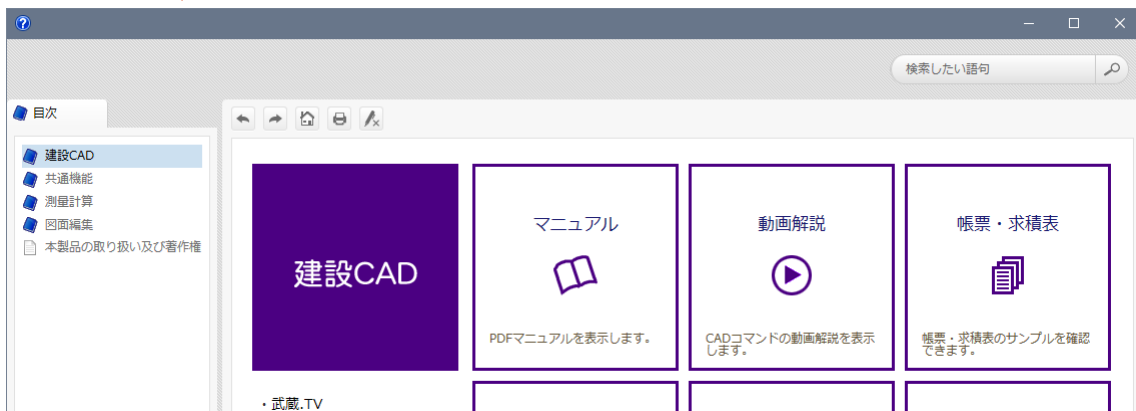 検索したい語句
目次
建設CAD
共通機能
測量計算
図面編集
本製品の取り扱い及び著作権
建設CAD
・武蔵.TV
マニュアル
PDFマニュアルを表示します。
動画解説
CADコマンドの動画解説を表示
します。
帳票・求積表
帳票・求積表のサンプルを確認
できます。